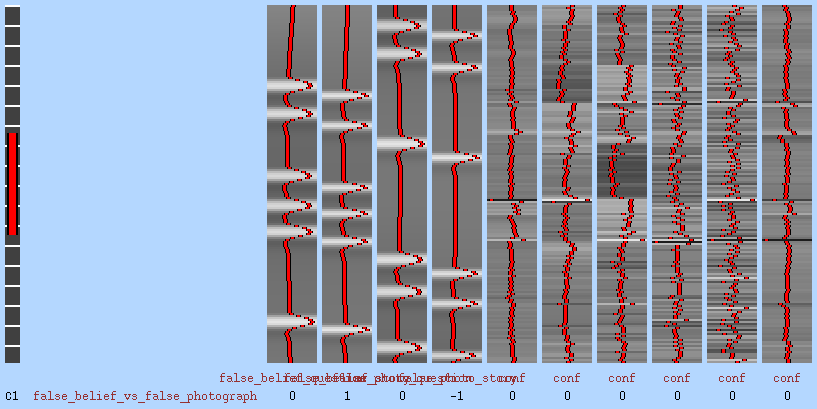 conf conf conf conf conf conf
C1 false_belief_vs_false_photograph 0 1 0 -1 0 0 0 0 0 0